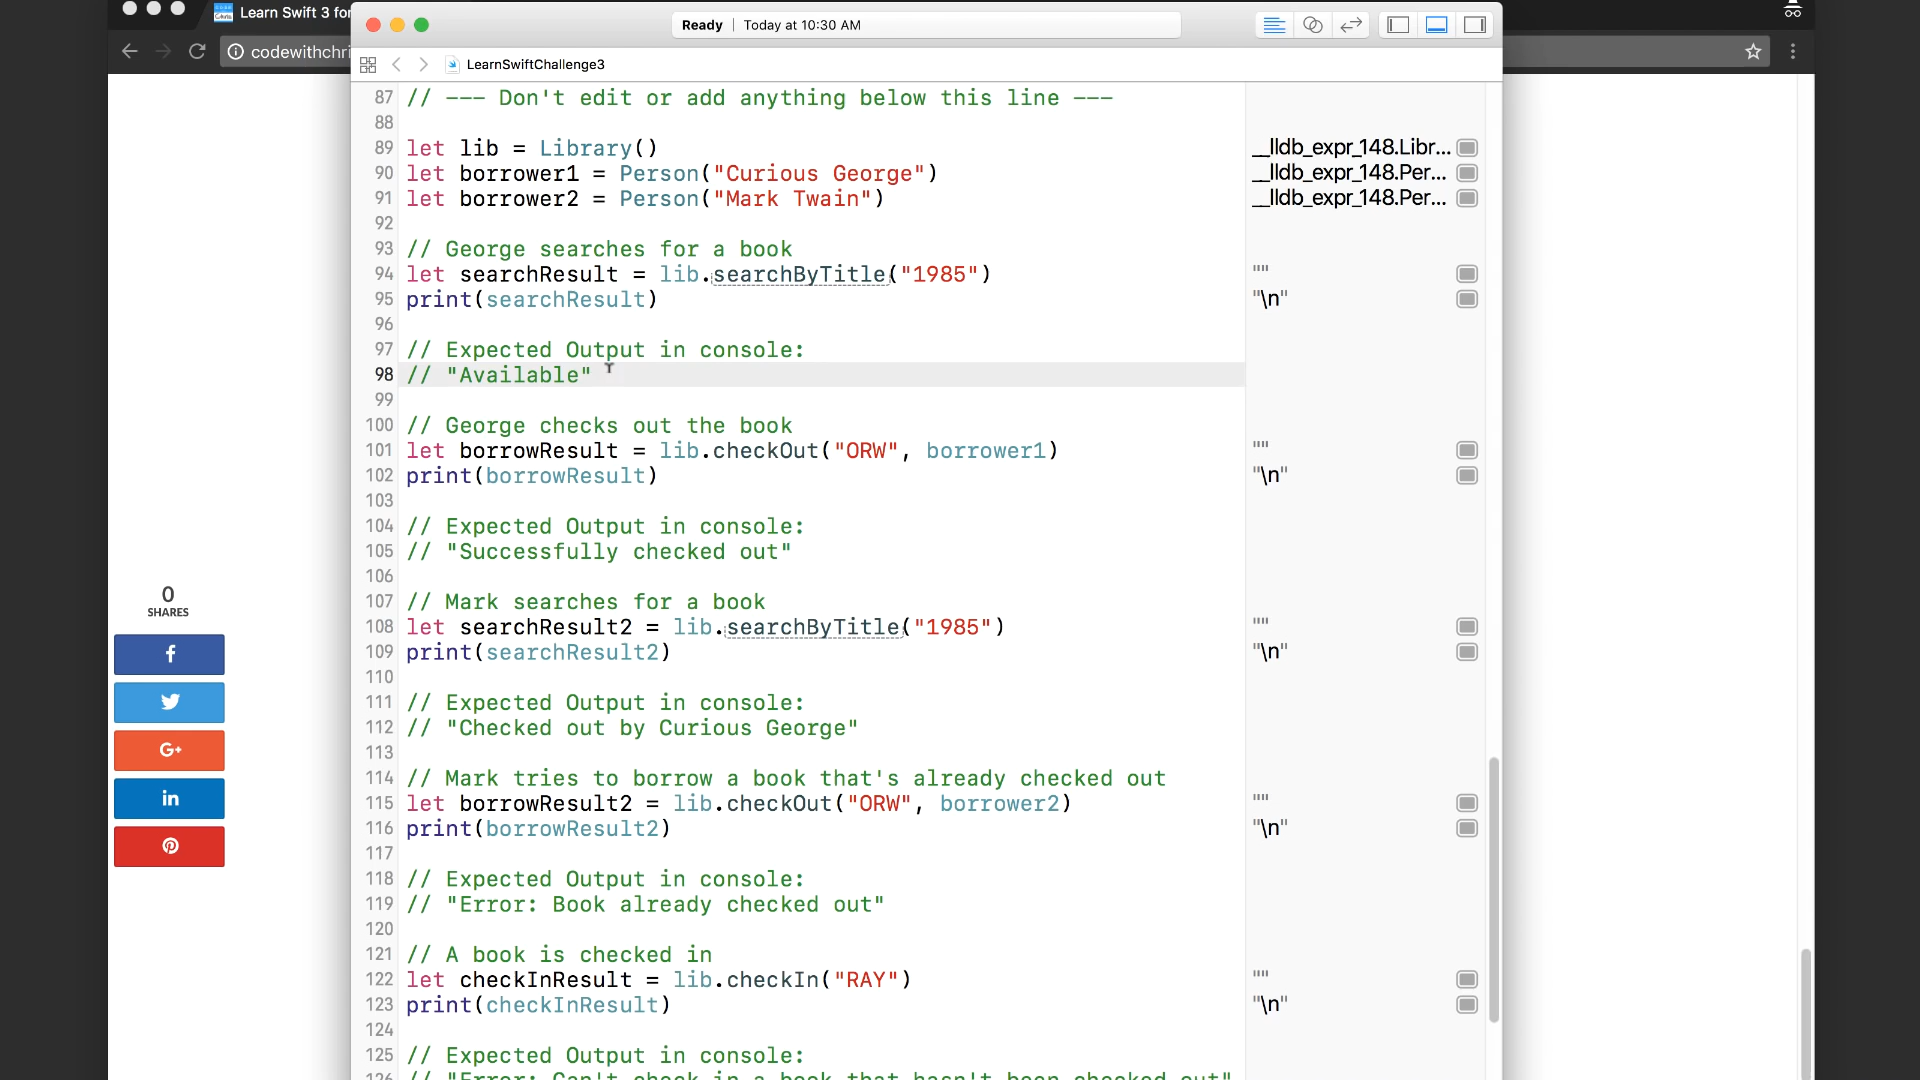 Learn Swift 3 for
codewithchri
Ready | Today at 10:30 AM
LearnSwiftChallenge3
87 // --- Don't edit or add anything below this line ---
88
89 let lib = Library() __lldb_expr_148.Libr...
90 let borrower1 = Person("Curious George") __lldb_expr_148.Per...
91 let borrower2 = Person("Mark Twain") __lldb_expr_148.Per...
92
93 // George searches for a book
94 let searchResult = lib.searchByTitle("1985") ""
95 print(searchResult) "\n"
96
97 // Expected Output in console:
98 // "Available"
99
100 // George checks out the book
101 let borrowResult = lib.checkOut("ORW", borrower1) ""
102 print(borrowResult) "\n"
103
104 // Expected Output in console:
105 // "Successfully checked out"
106
107 // Mark searches for a book
108 let searchResult2 = lib.searchByTitle("1985") ""
109 print(searchResult2) "\n"
110
111 // Expected Output in console:
112 // "Checked out by Curious George"
113
114 // Mark tries to borrow a book that's already checked out
115 let borrowResult2 = lib.checkOut("ORW", borrower2) ""
116 print(borrowResult2) "\n"
117
118 // Expected Output in console:
119 // "Error: Book already checked out"
120
121 // A book is checked in
122 let checkInResult = lib.checkIn("RAY") ""
123 print(checkInResult) "\n"
124
125 // Expected Output in console:
126 // "Error: Can't check in a book that hasn't been checked out"
0
SHARES
f
G+
in